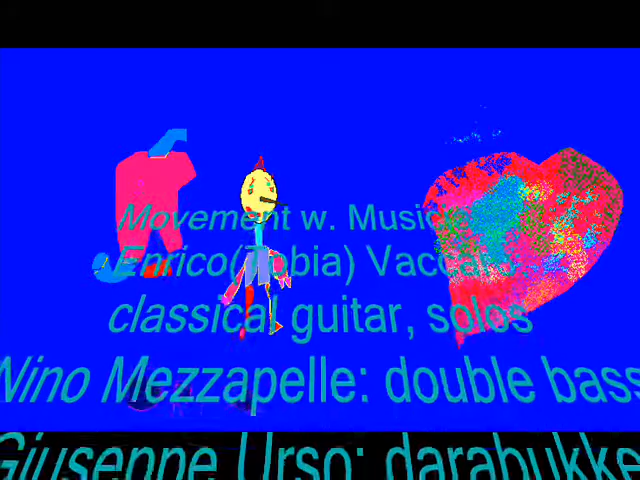 Movement w. Music
Enrico(Tobia) Vaccaro
classical guitar, solos
Nino Mezzapelle: double bass
Giuseppe Urso: darabukke